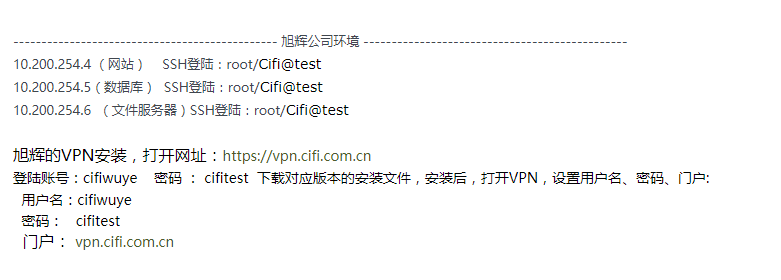 ----------------------------------------------- 旭辉公司环境 -----------------------------------------------
10.200.254.4（网站） SSH登陆：root/Cifi@test
10.200.254.5（数据库） SSH登陆：root/Cifi@test
10.200.254.6 （文件服务器）SSH登陆：root/Cifi@test
旭辉的VPN安装，打开网址：https://vpn.cifi.com.cn
登陆账号：cifiwuye 密码 ： cifitest 下载对应版本的安装文件，安装后，打开VPN，设置用户名、密码、门户:
用户名：cifiwuye
密码： cifitest
门户： vpn.cifi.com.cn